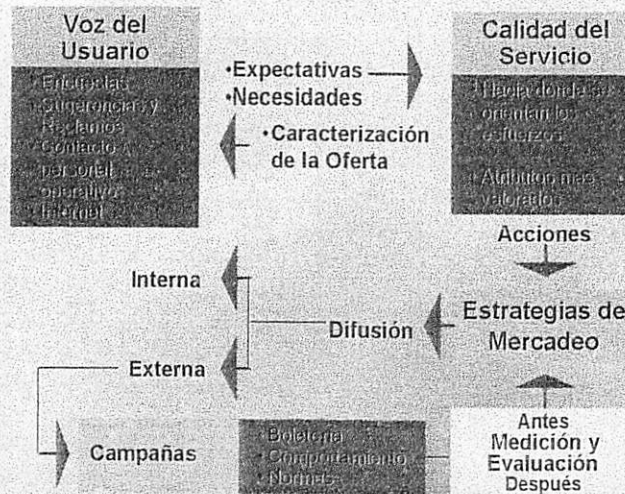 Voz del
Usuario
• Encuestas
• Sugerencias y
Reclamos
• Contacto
personal
operativo
• Internet
•Expectativas
•Necesidades
•Caracterización
de la Oferta
Calidad del
Servicio
• Hacia donde se
orientan los
esfuerzos
• Atributos mas
valorados
Acciones
Estrategias de
Mercadeo
Difusión
Interna
Externa
Campañas
• Boletería
• Comportamiento
• Normas
Antes
Medición y
Evaluación
Después